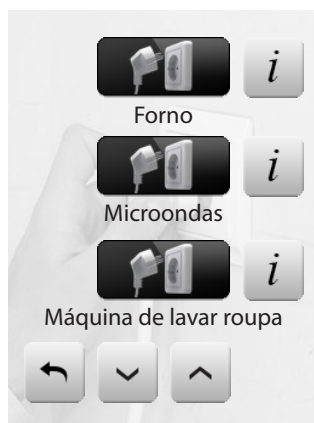 i
Forno
i
Microondas
i
Máquina de lavar roupa